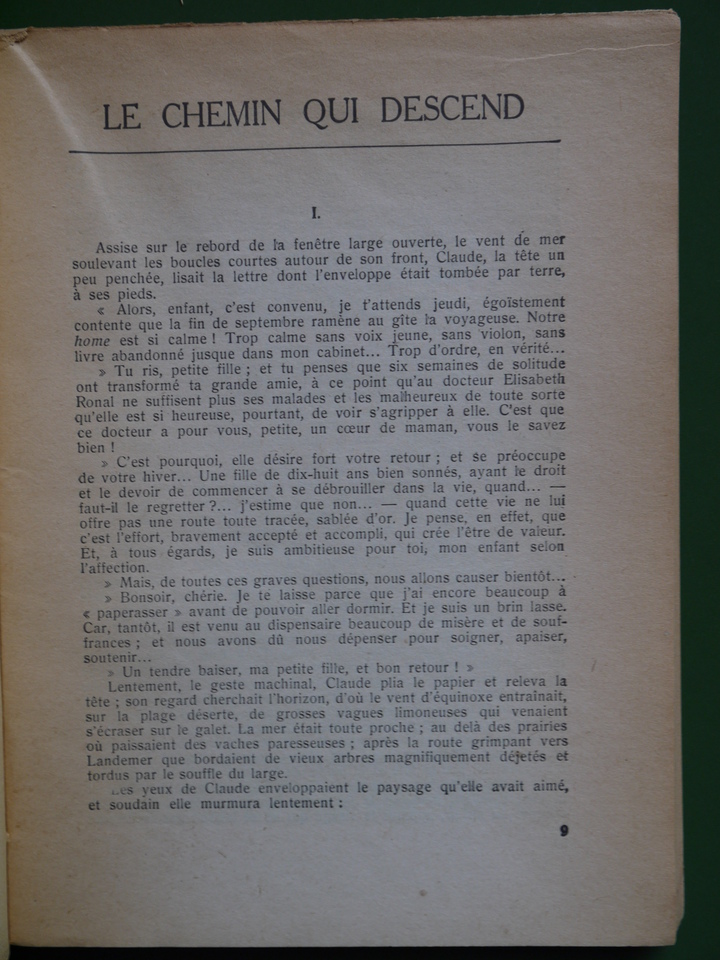 LE CHEMIN QUI DESCEND
I.
Assise sur le rebord de la fenêtre large ouverte, le vent de mer
soulevant les boucles courtes autour de son front, Claude, la tête un
peu penchée, lisait la lettre dont l'enveloppe était tombée par terre,
à ses pieds.
« Alors, enfant, c'est convenu, je t'attends jeudi, égoïstement
contente que la fin de septembre ramène au gîte la voyageuse. Notre
home est si calme ! Trop calme sans voix jeune, sans violon, sans
livre abandonné jusque dans mon cabinet... Trop d'ordre, en vérité...
» Tu ris, petite fille ; et tu penses que six semaines de solitude
ont transformé ta grande amie, à ce point qu'au docteur Elisabeth
Ronal ne suffisent plus ses malades et les malheureux de toute sorte
qu'elle est si heureuse, pourtant, de voir s'agripper à elle. C'est que
ce docteur a pour vous, petite, un cœur de maman, vous le savez
bien !
» C'est pourquoi, elle désire fort votre retour ; et se préoccupe
de votre hiver... Une fille de dix-huit ans bien sonnés, ayant le droit
et le devoir de commencer à se débrouiller dans la vie, quand... —
faut-il le regretter ?... j'estime que non... — quand cette vie ne lui
offre pas une route toute tracée, sablée d'or. Je pense, en effet, que
c'est l'effort, bravement accepté et accompli, qui crée l'être de valeur.
Et, à tous égards, je suis ambitieuse pour toi, mon enfant selon
l'affection.
» Mais, de toutes ces graves questions, nous allons causer bientôt...
» Bonsoir, chérie. Je te laisse parce que j'ai encore beaucoup à
« paperasser » avant de pouvoir aller dormir. Et je suis un brin lasse.
Car, tantôt, il est venu au dispensaire beaucoup de misère et de souf-
frances ; et nous avons dû nous dépenser pour soigner, apaiser,
soutenir...
» Un tendre baiser, ma petite fille, et bon retour ! »
Lentement, le geste machinal, Claude plia le papier et releva la
tête ; son regard cherchait l'horizon, d'où le vent d'équinoxe entraînait,
sur la plage déserte, de grosses vagues limoneuses qui venaient
s'écraser sur le galet. La mer était toute proche ; au delà des prairies
où paissaient des vaches paresseuses ; après la route grimpant vers
Landemer que bordaient de vieux arbres magnifiquement déjetés et
tordus par le souffle du large.
Les yeux de Claude enveloppaient le paysage qu'elle avait aimé,
et soudain elle murmura lentement :
9